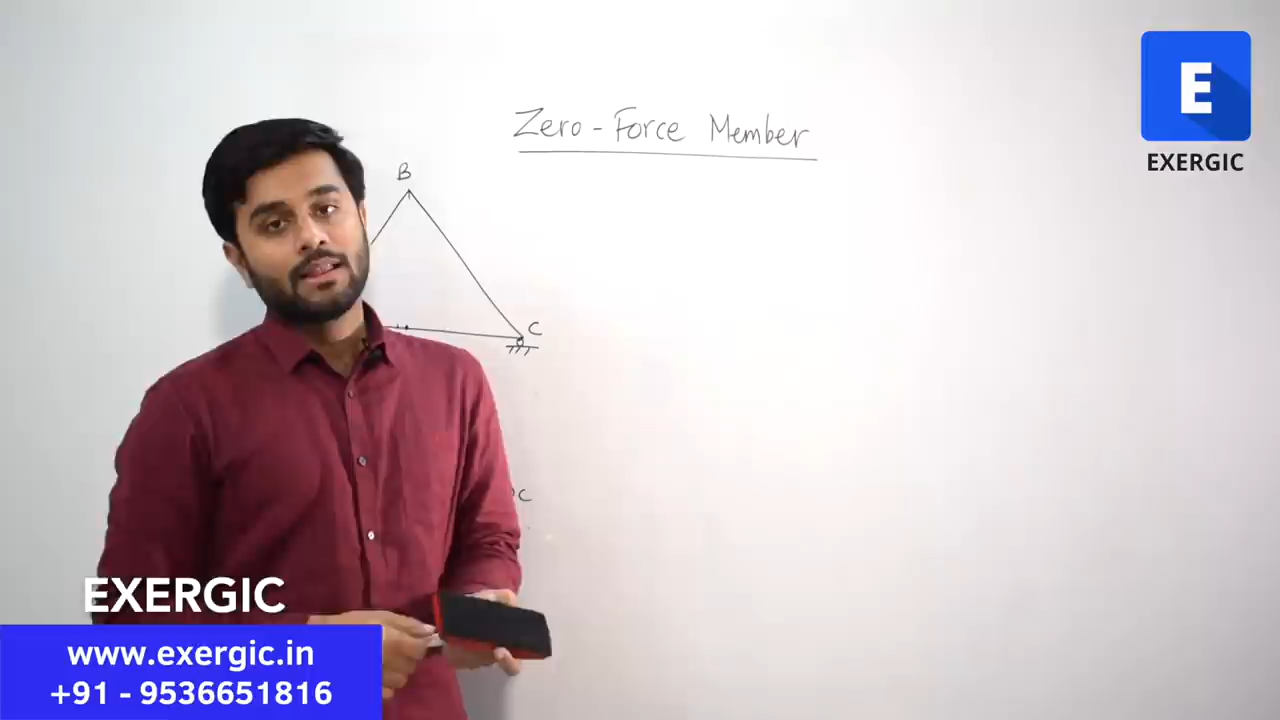 E
EXERGIC
Zero - Force Member
B
C
C
EXERGIC
www.exergic.in
+91 - 9536651816